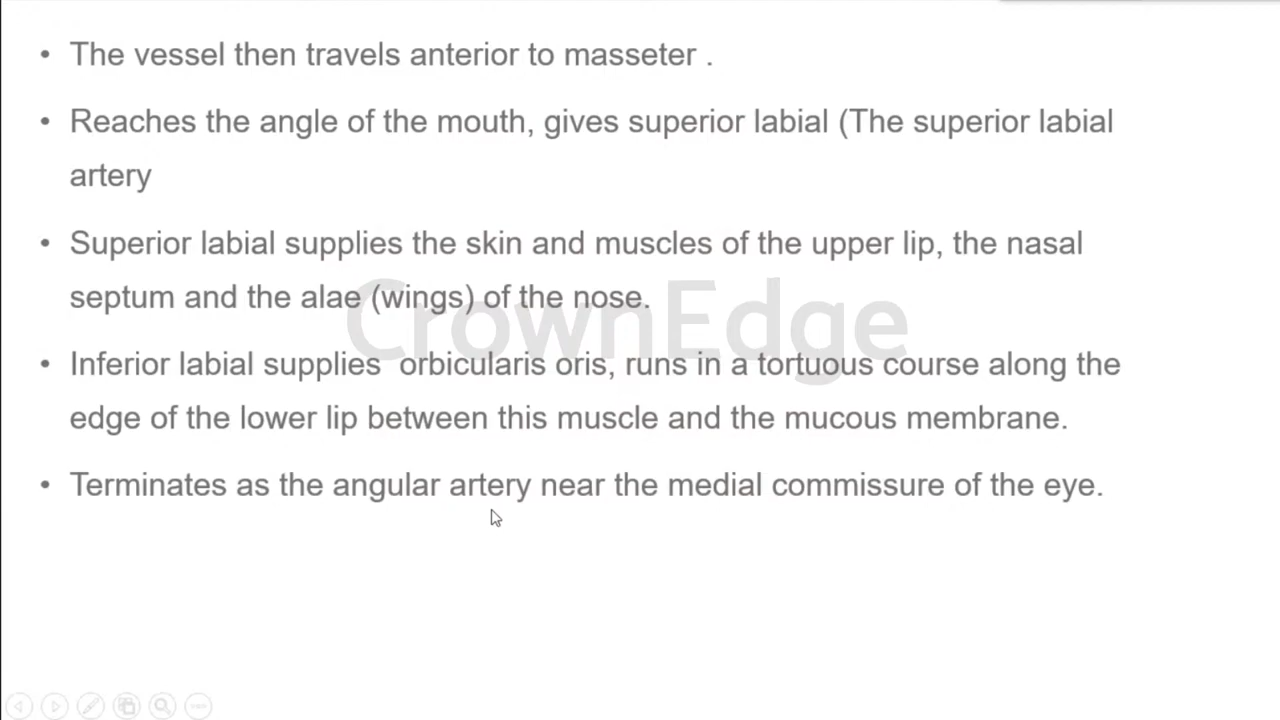 • The vessel then travels anterior to masseter .
• Reaches the angle of the mouth, gives superior labial (The superior labial
artery
• Superior labial supplies the skin and muscles of the upper lip, the nasal
septum and the alae (wings) of the nose.
CrownEdge
• Inferior labial supplies  orbicularis oris, runs in a tortuous course along the
edge of the lower lip between this muscle and the mucous membrane.
• Terminates as the angular artery near the medial commissure of the eye.